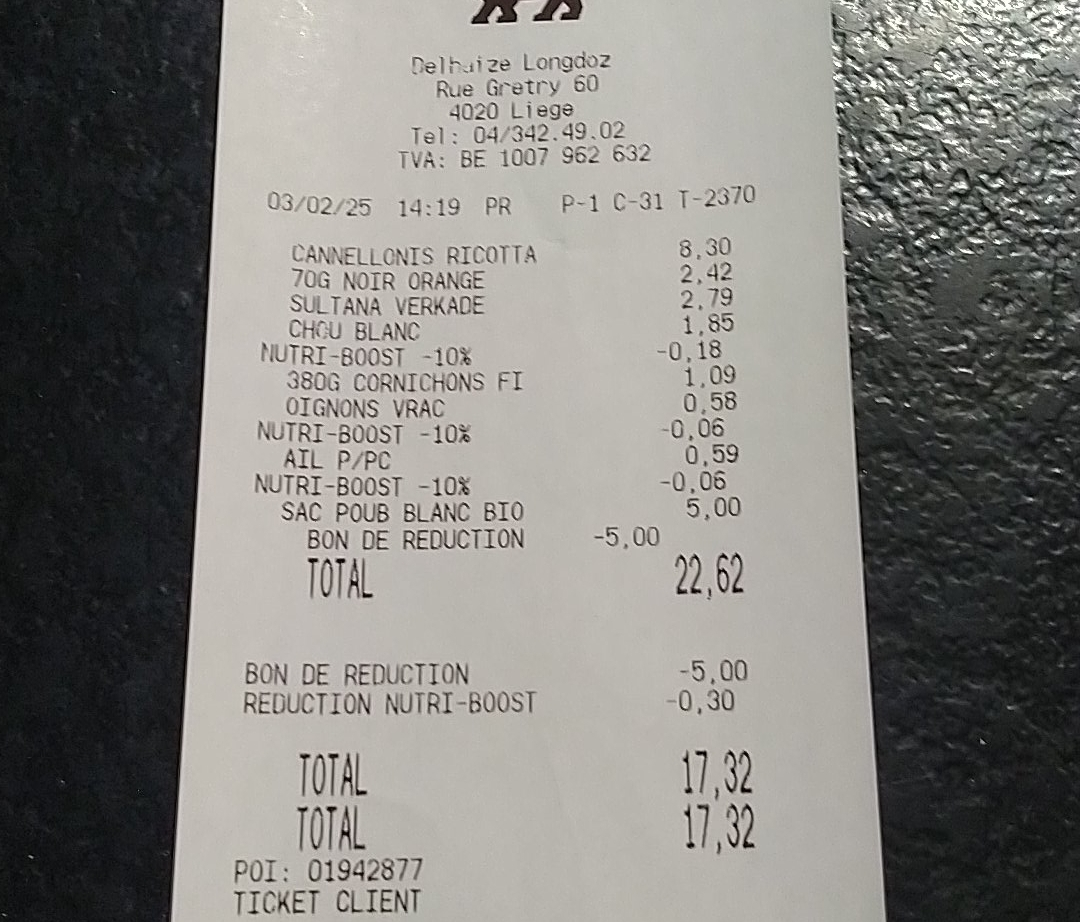 Delhaize Longdoz
Rue Gretry 60
4020 Liege
Tel: 04/342.49.02
TVA: BE 1007 962 632
03/02/25 14:19 PR P-1 C-31 T-2370
CANNELLONIS RICOTTA 8,30
70G NOIR ORANGE 2,42
SULTANA VERKADE 2,79
CHOU BLANC 1,85
NUTRI-BOOST -10% -0,18
380G CORNICHONS FI 1,09
OIGNONS VRAC 0,58
NUTRI-BOOST -10% -0,06
AIL P/PC 0,59
NUTRI-BOOST -10% -0,06
SAC POUB BLANC BIO 5,00
BON DE REDUCTION -5,00
TOTAL 22,62
BON DE REDUCTION -5,00
REDUCTION NUTRI-BOOST -0,30
TOTAL 17,32
TOTAL 17,32
POI: 01942877
TICKET CLIENT